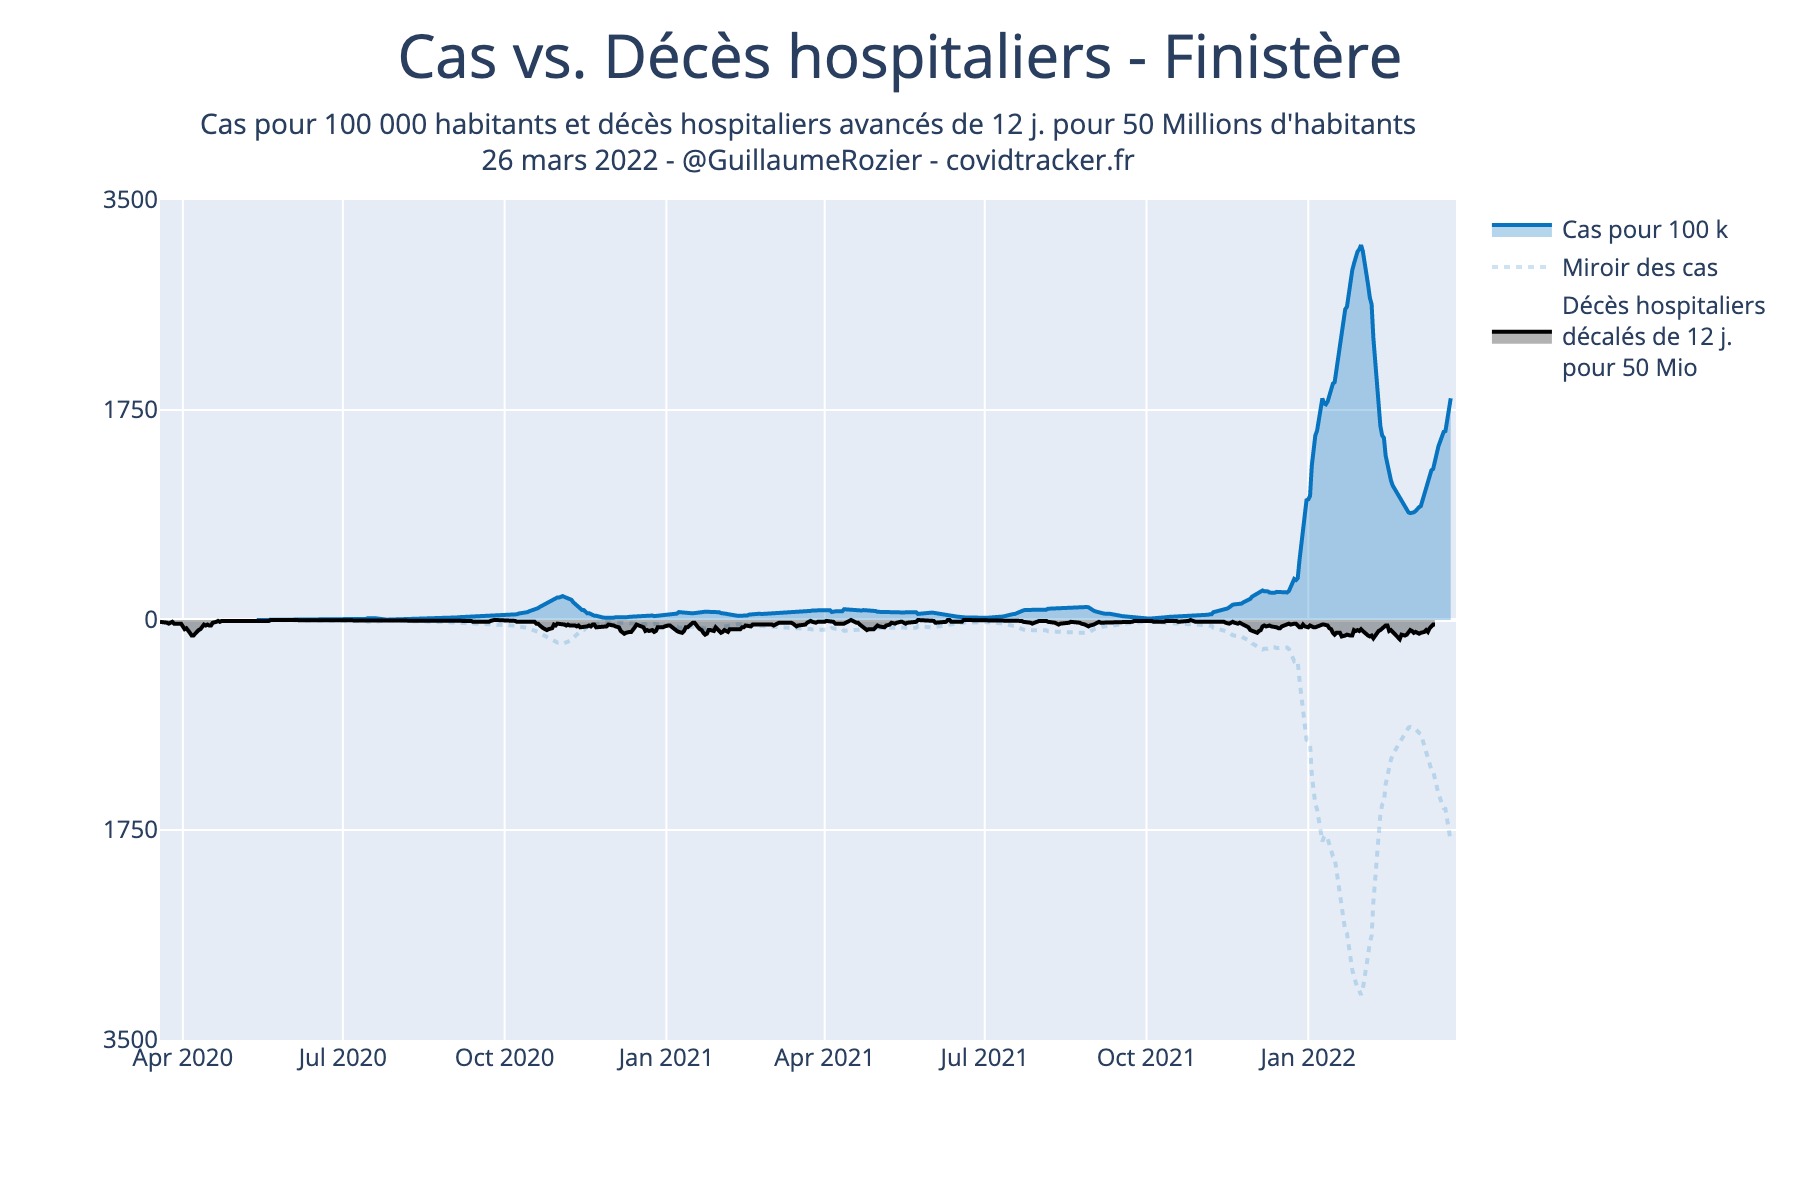 Cas vs. Décès hospitaliers - Finistère
Cas pour 100 000 habitants et décès hospitaliers avancés de 12 j. pour 50 Millions d'habitants
26 mars 2022 - @GuillaumeRozier - covidtracker.fr
3500
1750
0
1750
3500
Apr 2020
Jul 2020
Oct 2020
Jan 2021
Apr 2021
Jul 2021
Oct 2021
Jan 2022
Cas pour 100 k
Miroir des cas
Décès hospitaliers
décalés de 12 j.
pour 50 Mio